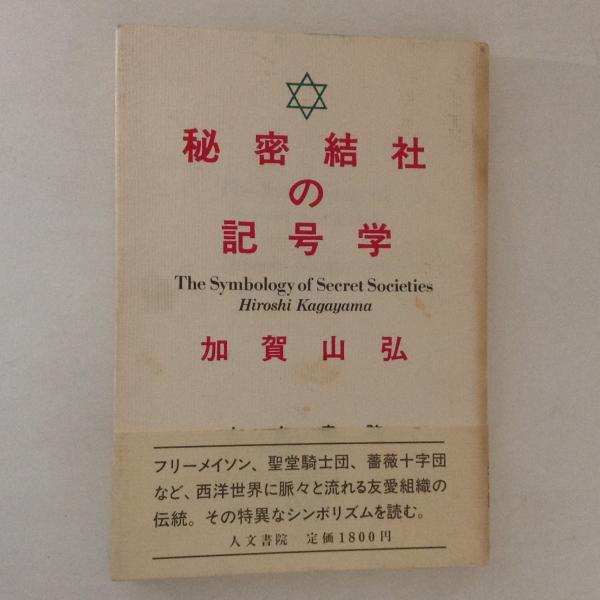 秘密結社
の
記号学
The Symbology of Secret Societies
Hiroshi Kagayama
加賀山弘
フリーメイソン、聖堂騎士団、薔薇十字団
など、西洋世界に脈々と流れる友愛組織の
伝統。その特異なシンボリズムを読む。
人文書院 定価1800円